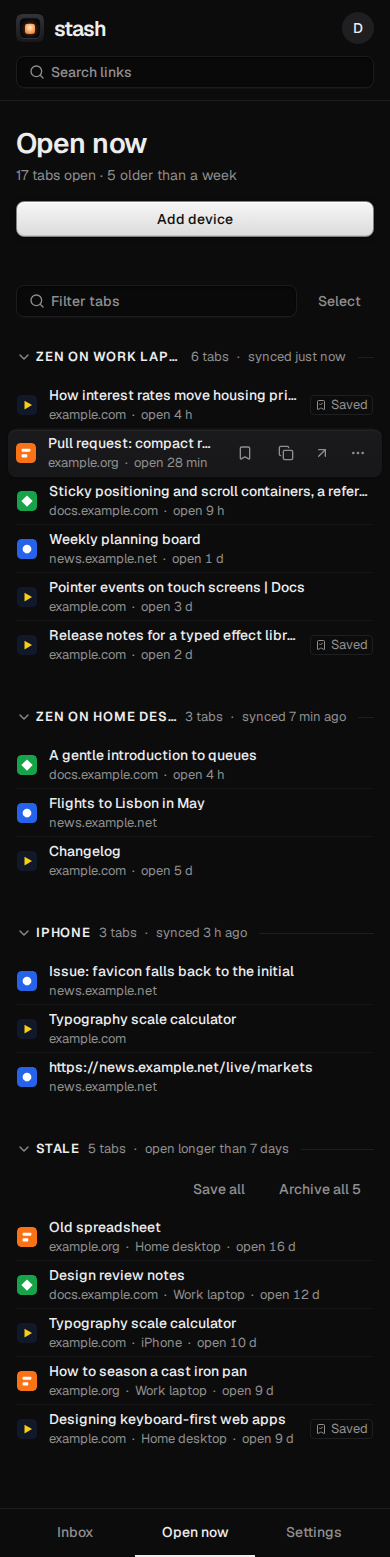 stash
D
Search links
Open now
17 tabs open · 5 older than a week
Add device
Filter tabs
Select
ZEN ON WORK LAP… 6 tabs · synced just now
How interest rates move housing pri…
example.com · open 4 h
Saved
Pull request: compact r…
example.org · open 28 min
Sticky positioning and scroll containers, a refer…
docs.example.com · open 9 h
Weekly planning board
news.example.net · open 1 d
Pointer events on touch screens | Docs
example.com · open 3 d
Release notes for a typed effect libr…
example.com · open 2 d
Saved
ZEN ON HOME DES… 3 tabs · synced 7 min ago
A gentle introduction to queues
docs.example.com · open 4 h
Flights to Lisbon in May
news.example.net
Changelog
example.com · open 5 d
IPHONE 3 tabs · synced 3 h ago
Issue: favicon falls back to the initial
news.example.net
Typography scale calculator
example.com
https://news.example.net/live/markets
news.example.net
STALE 5 tabs · open longer than 7 days
Save all
Archive all 5
Old spreadsheet
example.org · Home desktop · open 16 d
Design review notes
docs.example.com · Work laptop · open 12 d
Typography scale calculator
example.com · iPhone · open 10 d
How to season a cast iron pan
example.org · Work laptop · open 9 d
Designing keyboard-first web apps
example.com · Home desktop · open 9 d
Saved
Inbox
Open now
Settings